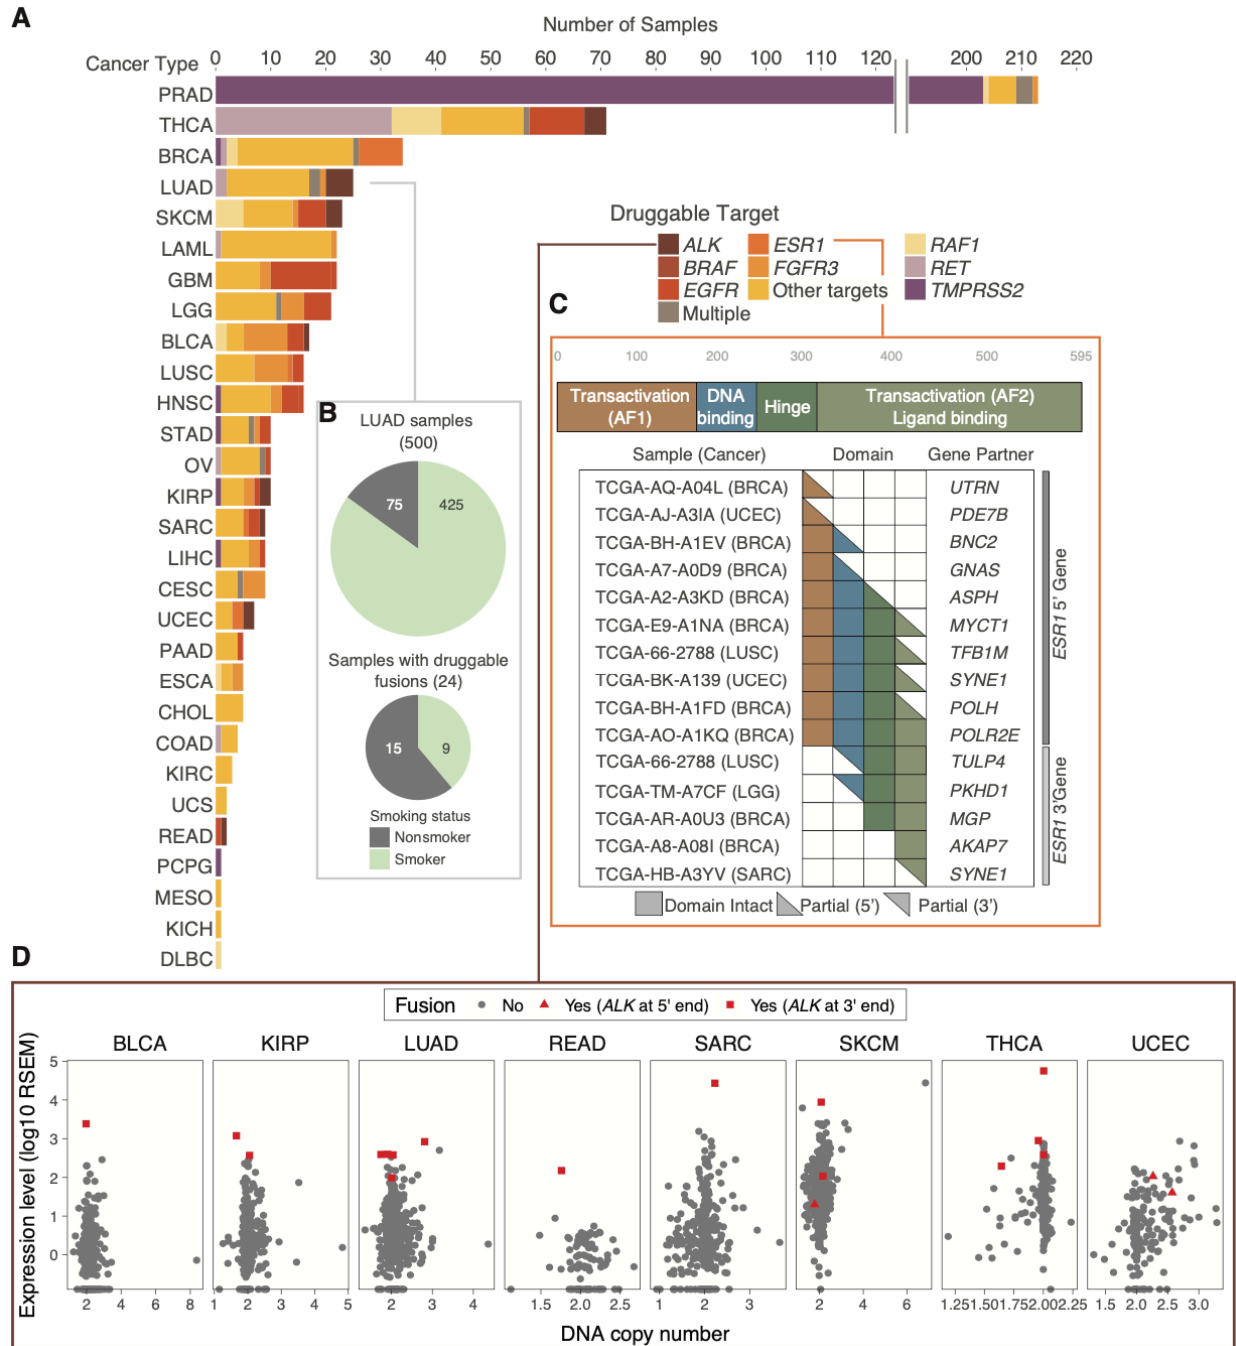 A
Number of Samples
Cancer Type
0 10 20 30 40 50 60 70 80 90 100 110 120 200 210 220
PRAD
THCA
BRCA
LUAD
SKCM
LAML
GBM
LGG
BLCA
LUSC
HNSC
STAD
OV
KIRP
SARC
LIHC
CESC
UCEC
PAAD
ESCA
CHOL
COAD
KIRC
UCS
READ
PCPG
MESO
KICH
DLBC
Druggable Target
ALK ESR1 RAF1
BRAF FGFR3 RET
EGFR Other targets TMPRSS2
Multiple
B
LUAD samples
(500)
75 425
Samples with druggable
fusions (24)
15 9
Smoking status
Nonsmoker
Smoker
C
0 100 200 300 400 500 595
Transactivation
(AF1)
DNA
binding
Hinge
Transactivation (AF2)
Ligand binding
Sample (Cancer) Domain Gene Partner
TCGA-AQ-A04L (BRCA) UTRN
TCGA-AJ-A3IA (UCEC) PDE7B
TCGA-BH-A1EV (BRCA) BNC2
TCGA-A7-A0D9 (BRCA) GNAS
TCGA-A2-A3KD (BRCA) ASPH
TCGA-E9-A1NA (BRCA) MYCT1
TCGA-66-2788 (LUSC) TFB1M
TCGA-BK-A139 (UCEC) SYNE1
TCGA-BH-A1FD (BRCA) POLH
TCGA-AO-A1KQ (BRCA) POLR2E
TCGA-66-2788 (LUSC) TULP4
TCGA-TM-A7CF (LGG) PKHD1
TCGA-AR-A0U3 (BRCA) MGP
TCGA-A8-A08I (BRCA) AKAP7
TCGA-HB-A3YV (SARC) SYNE1
ESR1 5' Gene
ESR1 3'Gene
Domain Intact Partial (5') Partial (3')
D
Fusion No Yes (ALK at 5' end) Yes (ALK at 3' end)
BLCA KIRP LUAD READ SARC SKCM THCA UCEC
Expression level (log10 RSEM)
5
4
3
2
1
0
2 4 6 8 1 2 3 4 5 2 3 4 1.5 2.0 2.5 1 2 3 2 4 6 1.25 1.50 1.75 2.00 2.25 1.5 2.0 2.5 3.0
DNA copy number